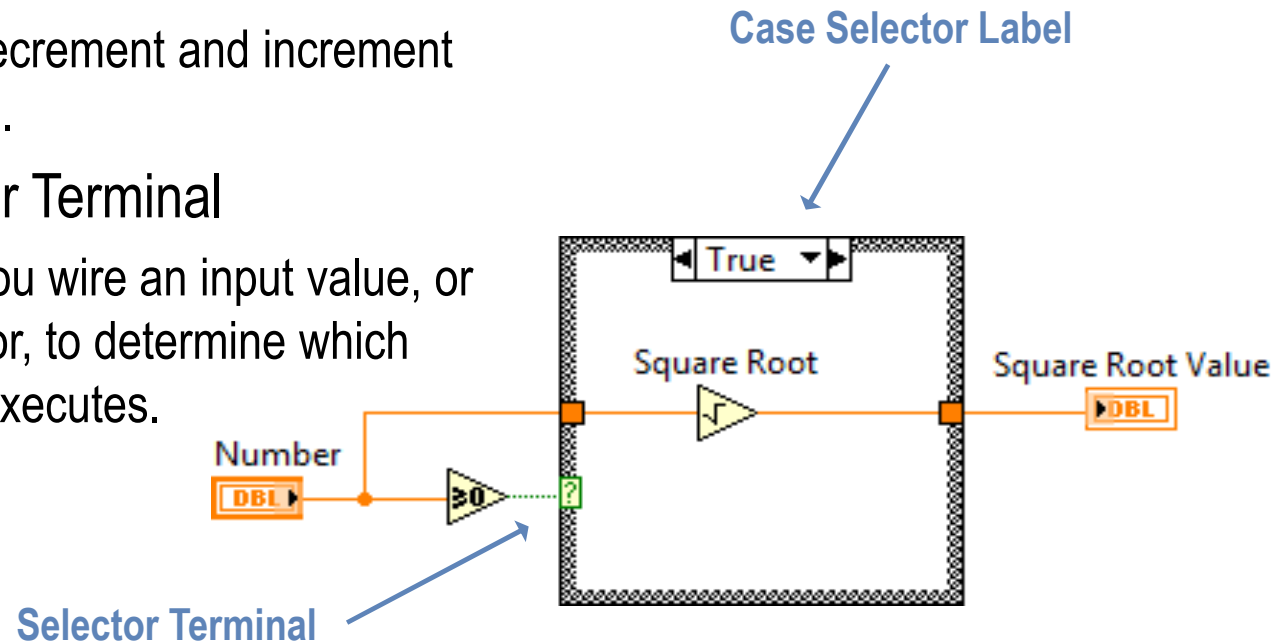 ecrement and increment
.
r Terminal
ou wire an input value, or
or, to determine which
xecutes.
Case Selector Label
True
Square Root
√
Square Root Value
DBL
Number
DBL
≥0
?
Selector Terminal